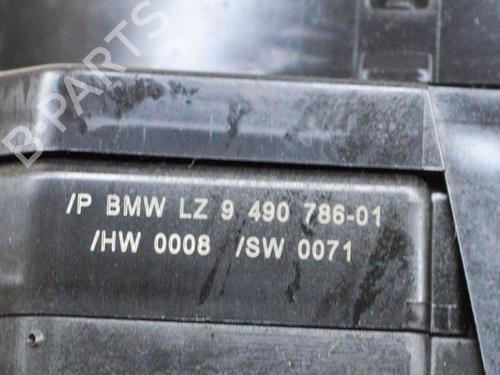 B-PARTS
/P BMW LZ 9 490 786-01
/HW 0008 /SW 0071